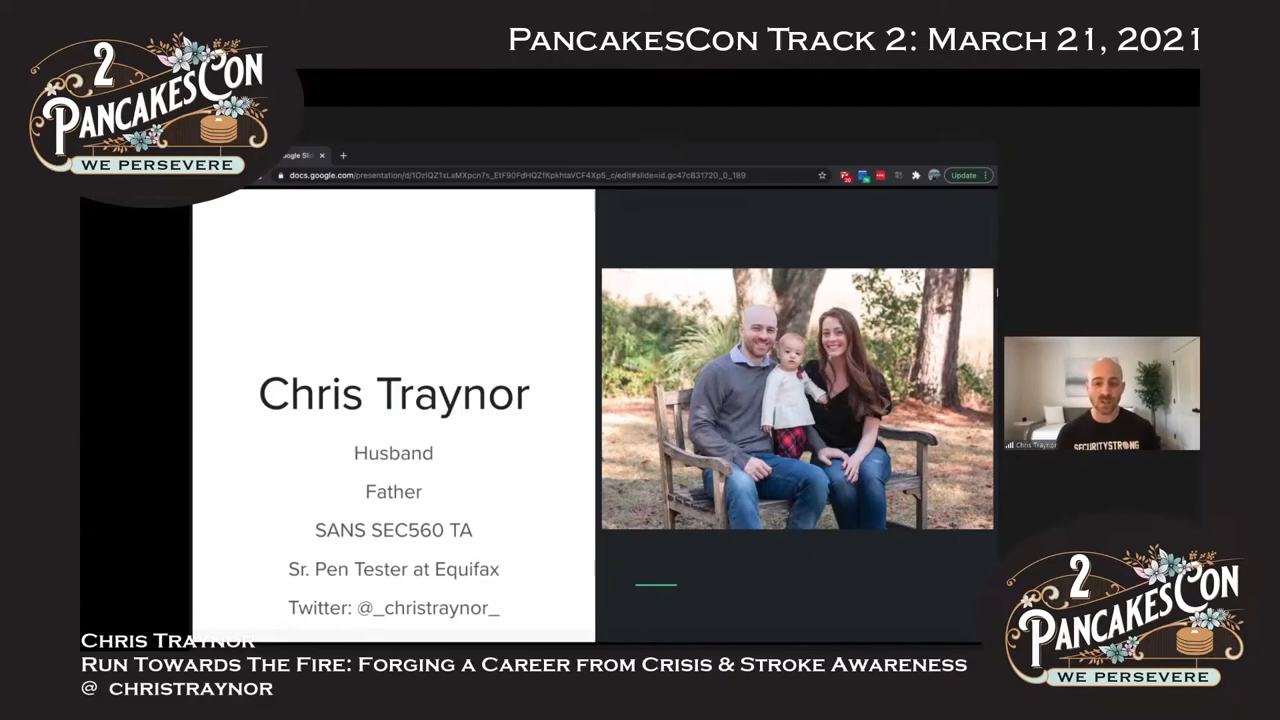 PancakesCon Track 2: March 21, 2021
2
PancakesCon
WE PERSEVERE
Update
Chris Traynor
Husband
Father
SANS SEC560 TA
Sr. Pen Tester at Equifax
Twitter: @_christraynor_
Chris Traynor
SECURITYSTRONG
Chris Traynor
Run Towards The Fire: Forging a Career from Crisis & Stroke Awareness
@ christraynor
2
PancakesCon
WE PERSEVERE